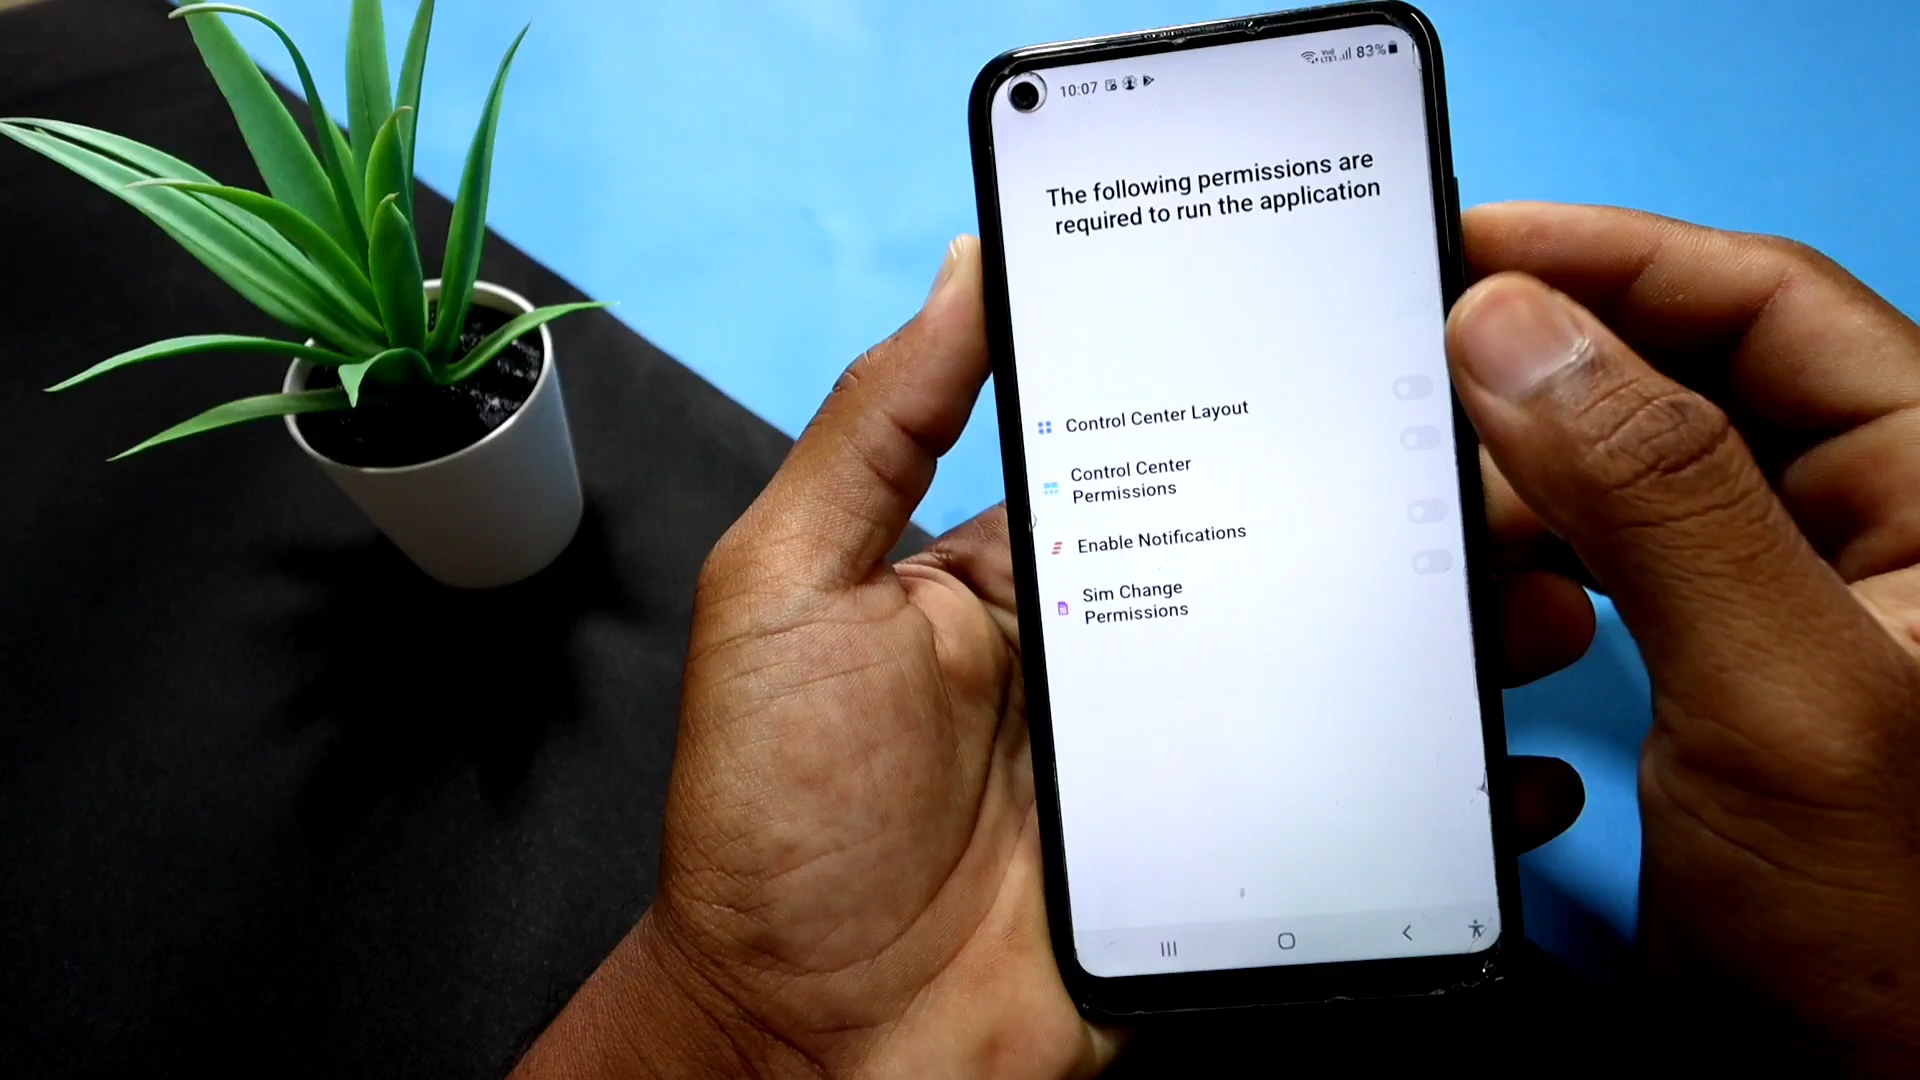 10:07
83%
The following permissions are
required to run the application
Control Center Layout
Control Center
Permissions
Enable Notifications
Sim Change
Permissions